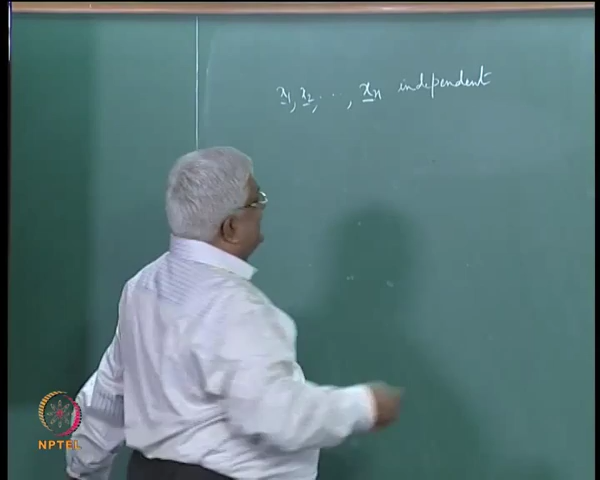 x1, x2, ..., xn independent
NPTEL